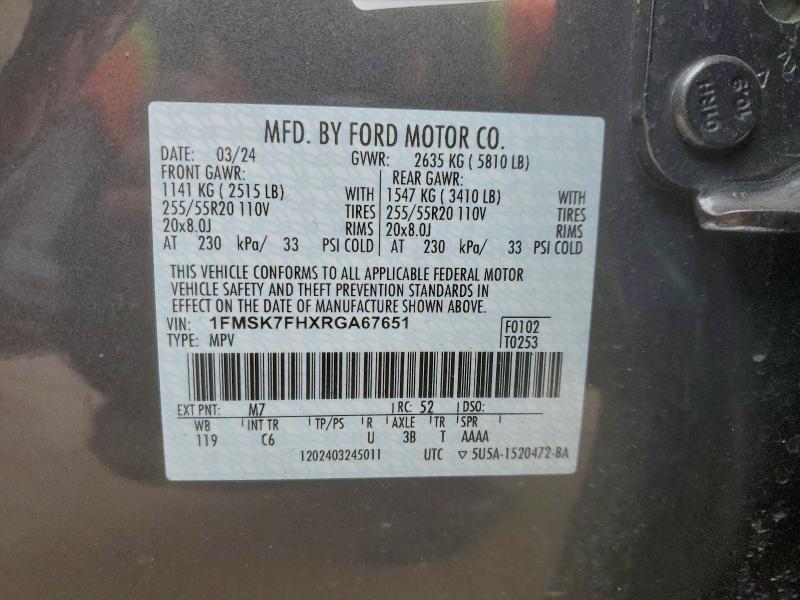 MFD. BY FORD MOTOR CO.
DATE: 03/24 GVWR: 2635 KG ( 5810 LB)
FRONT GAWR: REAR GAWR:
1141 KG ( 2515 LB) WITH 1547 KG ( 3410 LB) WITH
255/55R20 110V TIRES 255/55R20 110V TIRES
20x8.0J RIMS 20x8.0J RIMS
AT 230 kPa/ 33 PSI COLD AT 230 kPa/ 33 PSI COLD
THIS VEHICLE CONFORMS TO ALL APPLICABLE FEDERAL MOTOR
VEHICLE SAFETY AND THEFT PREVENTION STANDARDS IN
EFFECT ON THE DATE OF MANUFACTURE SHOWN ABOVE.
VIN: 1FMSK7FHXRGA67651 F0102
TYPE: MPV T0253
EXT PNT: M7 RC: 52 DSO:
WB INT TR TP/PS R AXLE TR SPR
119 C6 U 3B T AAAA
1202403245011 UTC ▽ 5U5A-1520472-BA